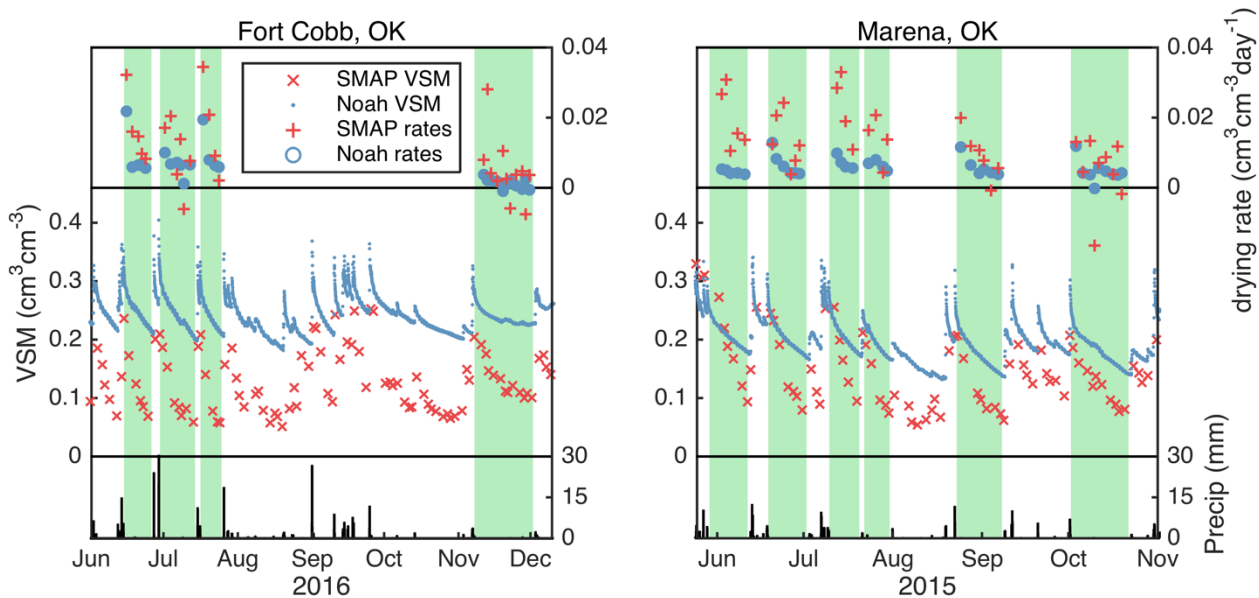 Fort Cobb, OK
Marena, OK
SMAP VSM
Noah VSM
SMAP rates
Noah rates
0.04
0.02
0
0.04
0.02
0
drying rate (cm³cm⁻³day⁻¹)
VSM (cm³cm⁻³)
0.4
0.3
0.2
0.1
0
0.4
0.3
0.2
0.1
0
30
15
0
30
15
0
Precip (mm)
Jun Jul Aug Sep Oct Nov Dec
2016
Jun Jul Aug Sep Oct Nov
2015